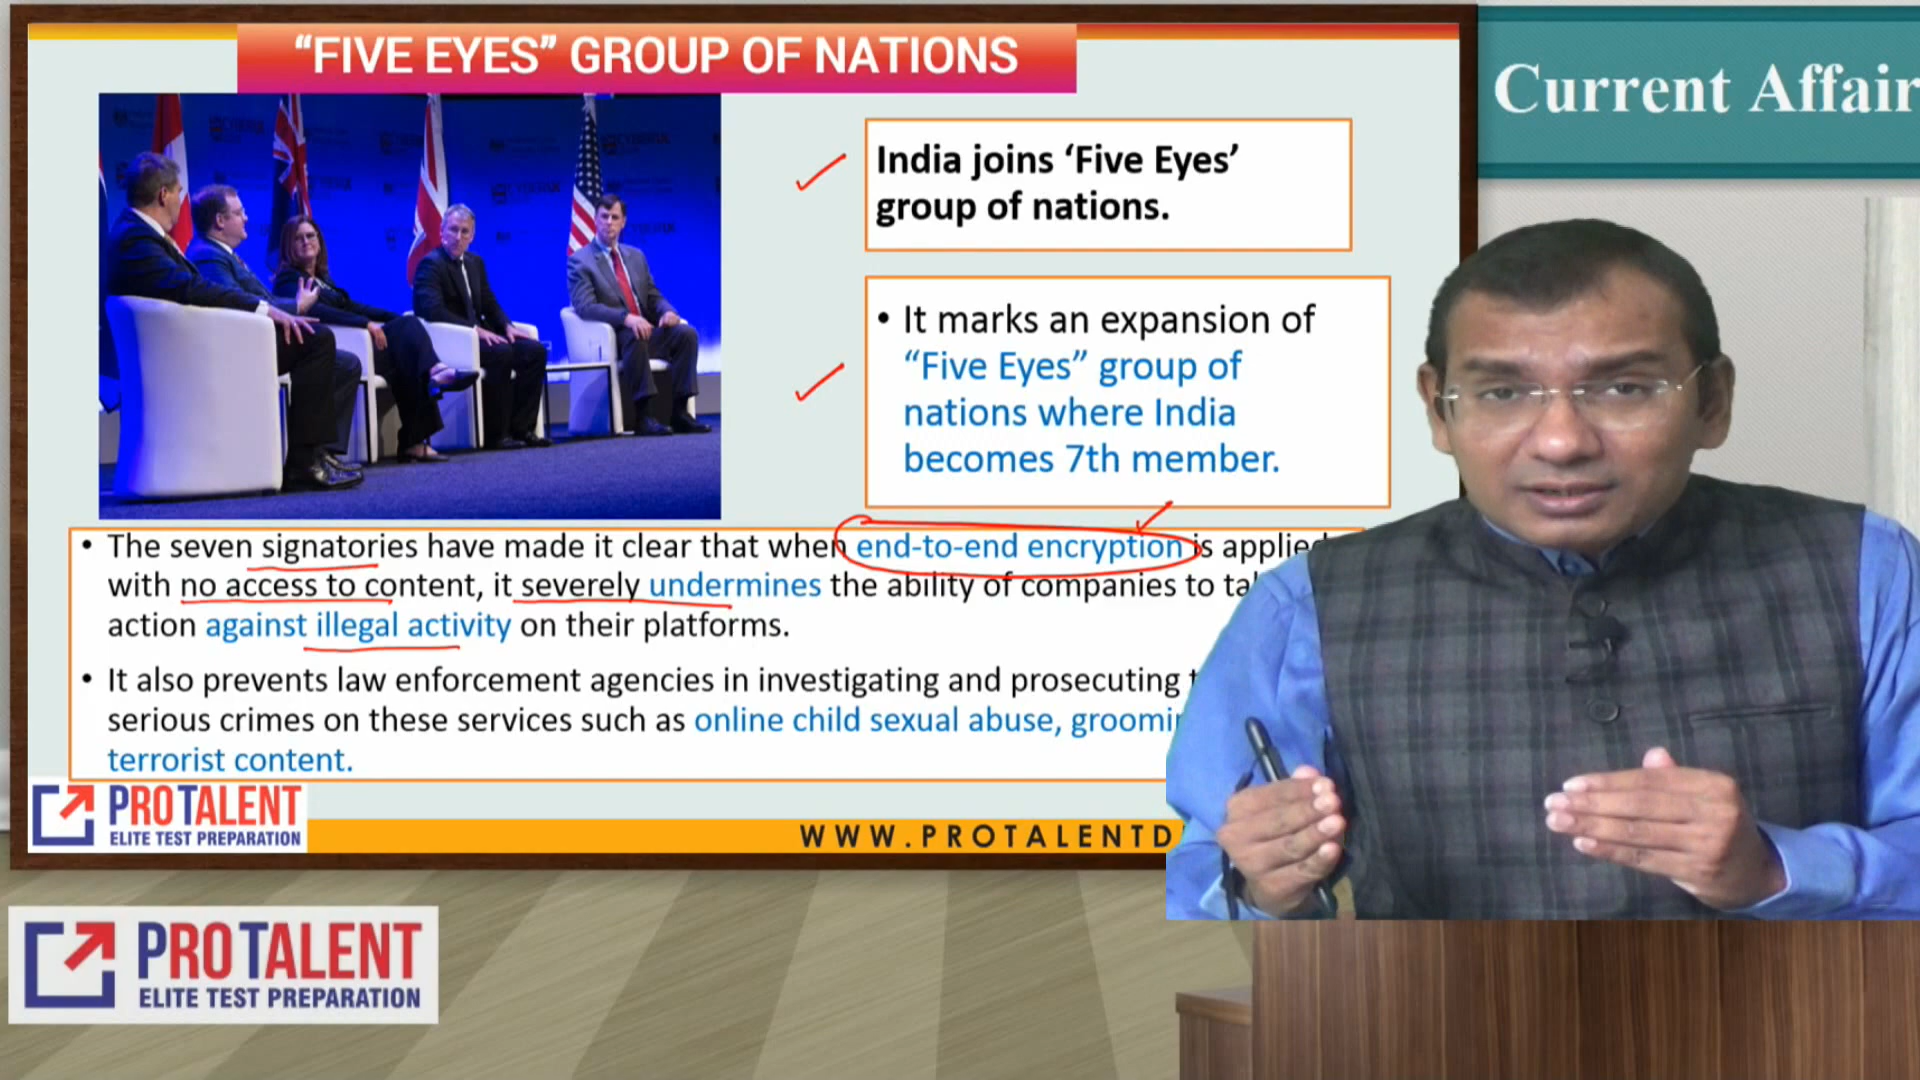 “FIVE EYES” GROUP OF NATIONS
Current Affair
India joins ‘Five Eyes’
group of nations.
• It marks an expansion of
“Five Eyes” group of
nations where India
becomes 7th member.
• The seven signatories have made it clear that when end-to-end encryption is applied
with no access to content, it severely undermines the ability of companies to
action against illegal activity on their platforms.
• It also prevents law enforcement agencies in investigating and prosecuting
serious crimes on these services such as online child sexual abuse,
terrorist content.
PROTALENT
ELITE TEST PREPARATION
WWW.PROTALENTD
PROTALENT
ELITE TEST PREPARATION